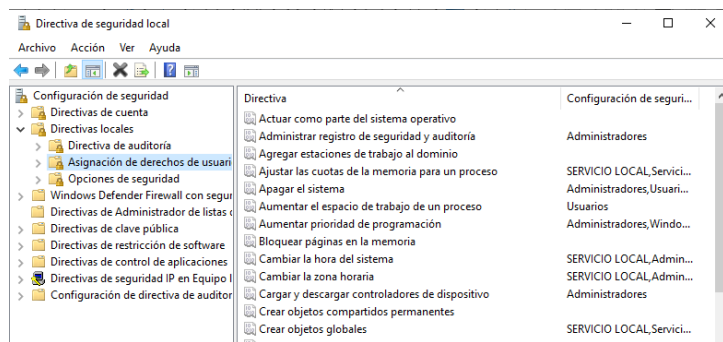 Directiva de seguridad local
Archivo Acción Ver Ayuda
Configuración de seguridad
Directivas de cuenta
Directivas locales
Directiva de auditoría
Asignación de derechos de usuari
Opciones de seguridad
Windows Defender Firewall con segur
Directivas de Administrador de listas d
Directivas de clave pública
Directivas de restricción de software
Directivas de control de aplicaciones
Directivas de seguridad IP en Equipo l
Configuración de directiva de auditor
Directiva Configuración de seguri...
Actuar como parte del sistema operativo
Administrar registro de seguridad y auditoría Administradores
Agregar estaciones de trabajo al dominio
Ajustar las cuotas de la memoria para un proceso SERVICIO LOCAL,Servici...
Apagar el sistema Administradores,Usuari...
Aumentar el espacio de trabajo de un proceso Usuarios
Aumentar prioridad de programación Administradores,Windo...
Bloquear páginas en la memoria
Cambiar la hora del sistema SERVICIO LOCAL,Admin...
Cambiar la zona horaria SERVICIO LOCAL,Admin...
Cargar y descargar controladores de dispositivo Administradores
Crear objetos compartidos permanentes
Crear objetos globales SERVICIO LOCAL,Servici...